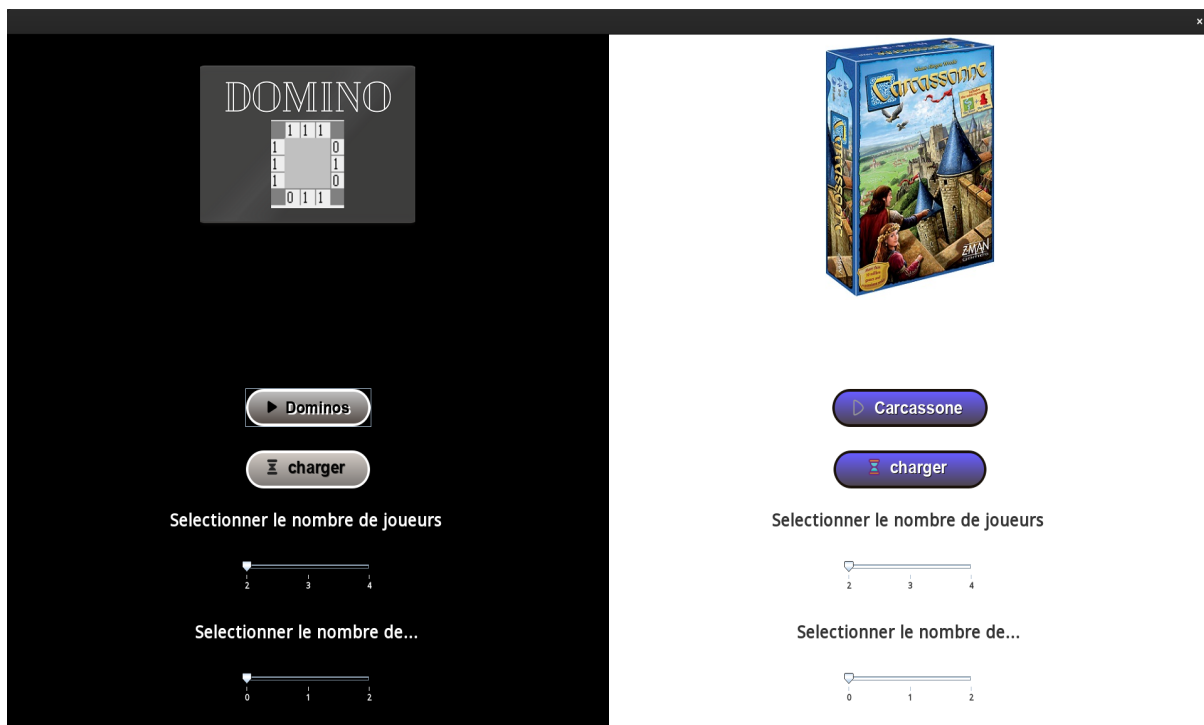 ×
DOMINO
1 1 1
1 0
1 1
1 0
0 1 1
Dominos
charger
Selectionner le nombre de joueurs
2 3 4
Selectionner le nombre de...
0 1 2
Carcassonne
Carcassonne
Z-MAN
Carcassone
charger
Selectionner le nombre de joueurs
2 3 4
Selectionner le nombre de...
0 1 2